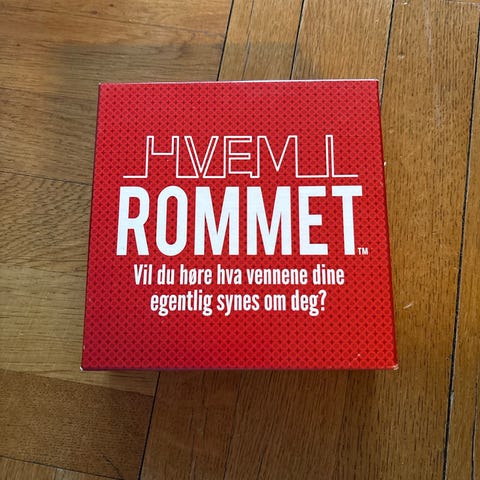 HVEM I
ROMMET™
Vil du høre hva vennene dine
egentlig synes om deg?